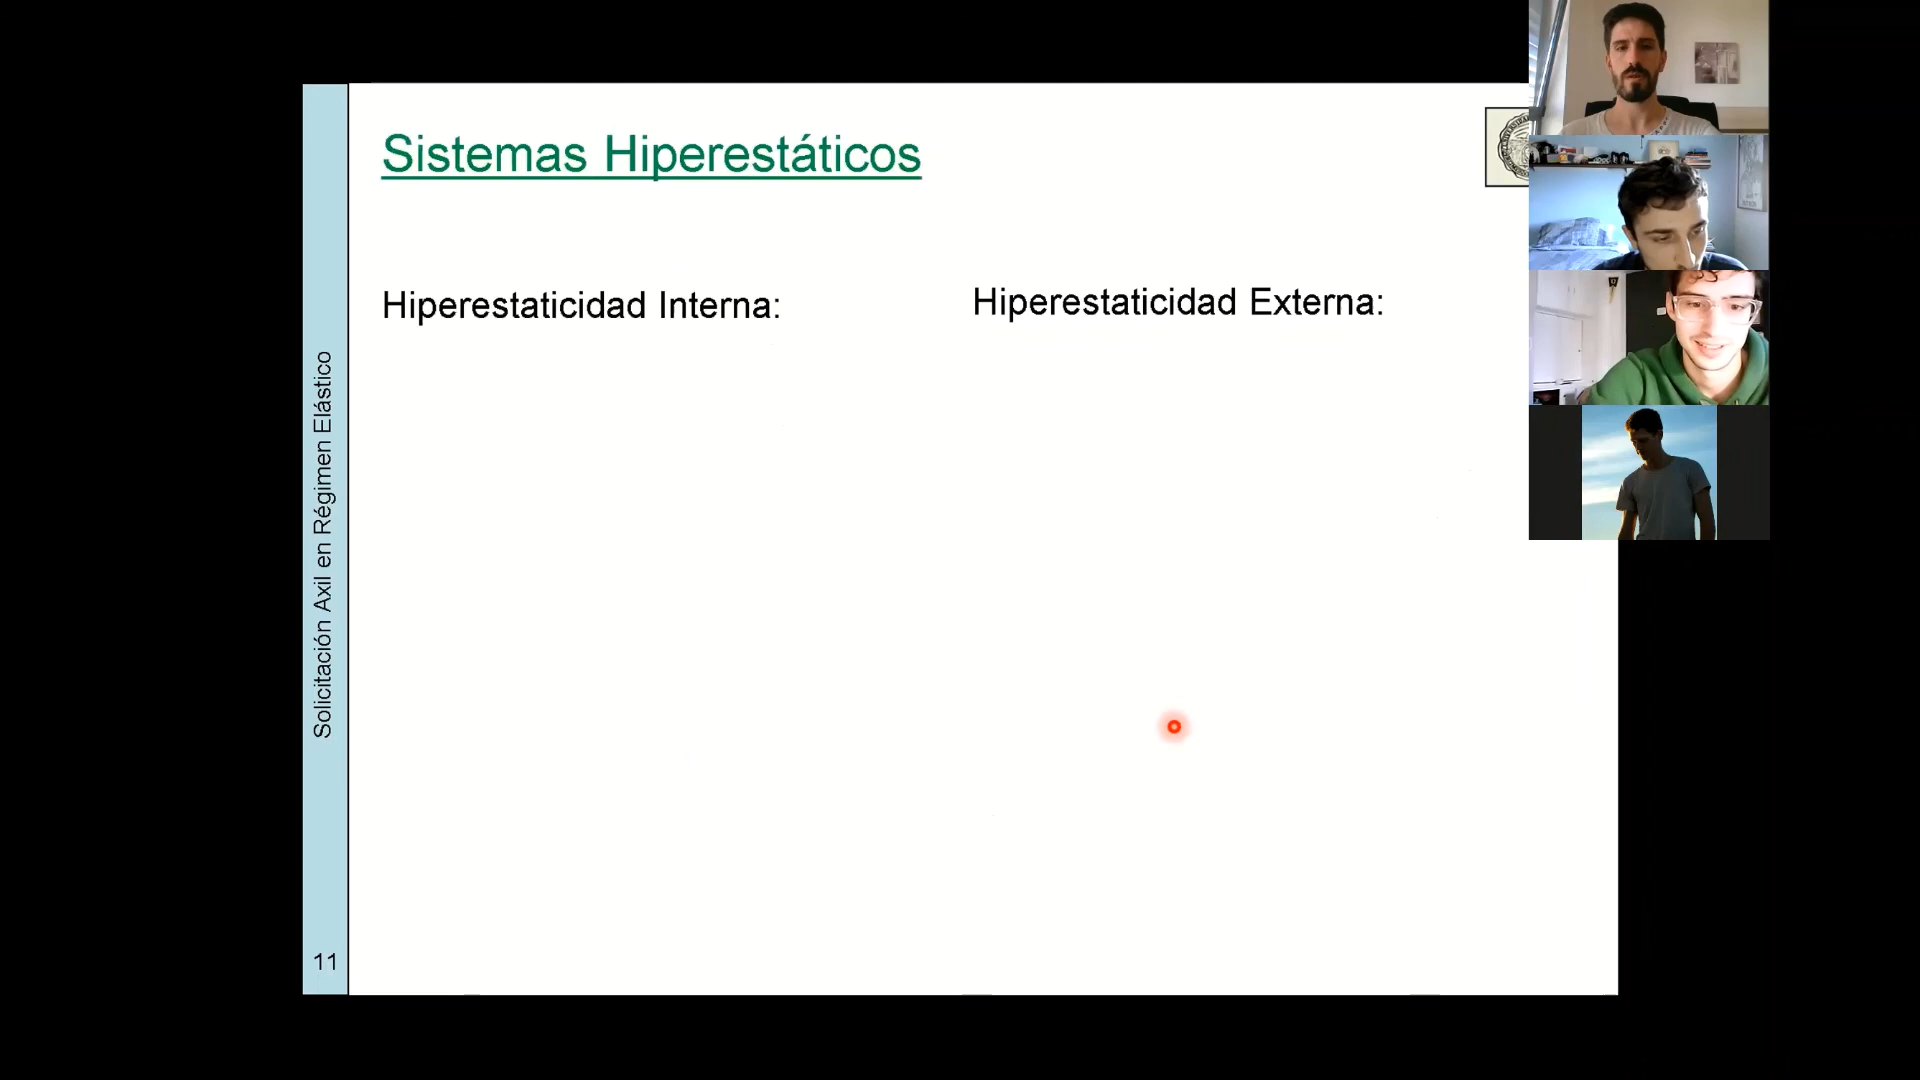 Sistemas Hiperestáticos
Hiperestaticidad Interna:
Hiperestaticidad Externa:
Solicitación Axil en Régimen Elástico
11